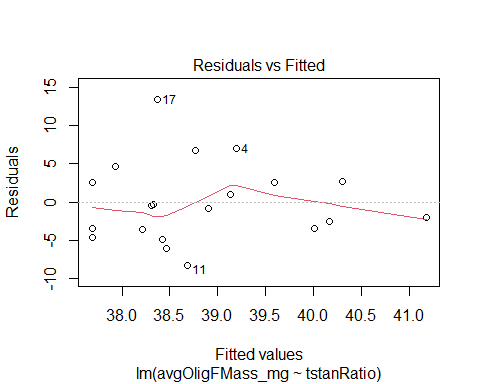 Residuals vs Fitted
Residuals
15
10
5
0
-5
-10
17
4
11
38.0 38.5 39.0 39.5 40.0 40.5 41.0
Fitted values
lm(avgOligFMass_mg ~ tstanRatio)